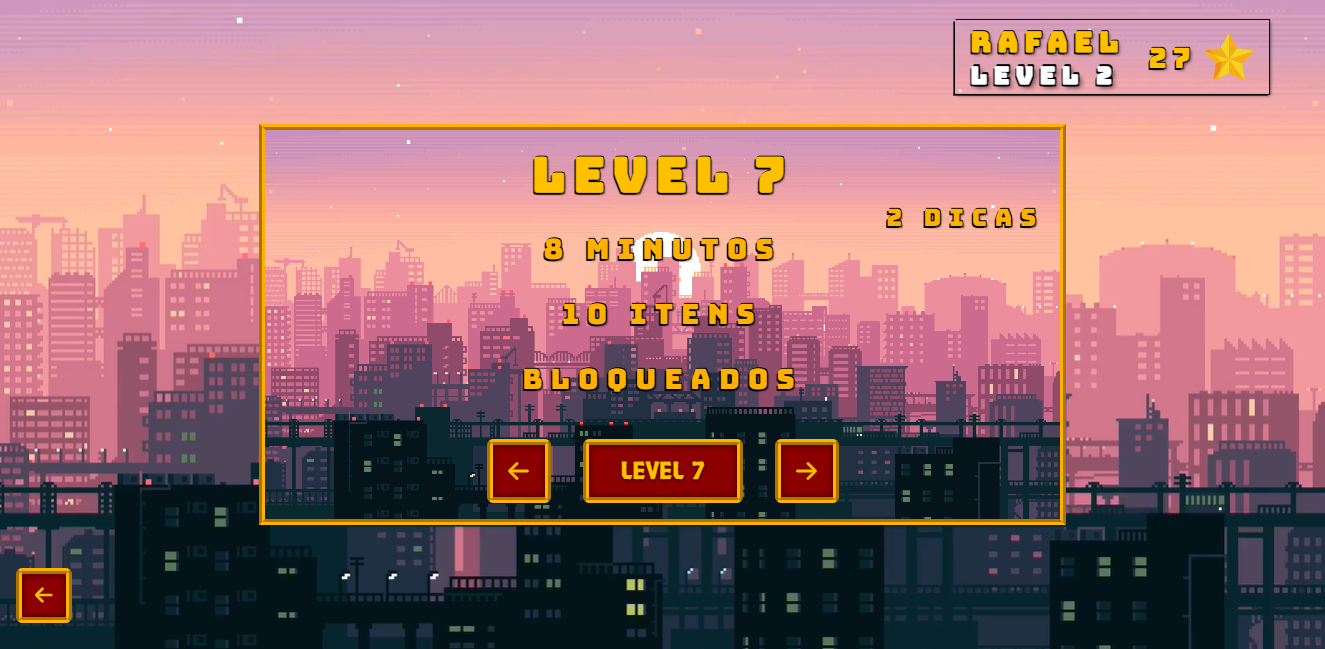 RAFAEL
LEVEL 2
27
LEVEL 7
2 DICAS
8 MINUTOS
10 ITENS
BLOQUEADOS
LEVEL 7